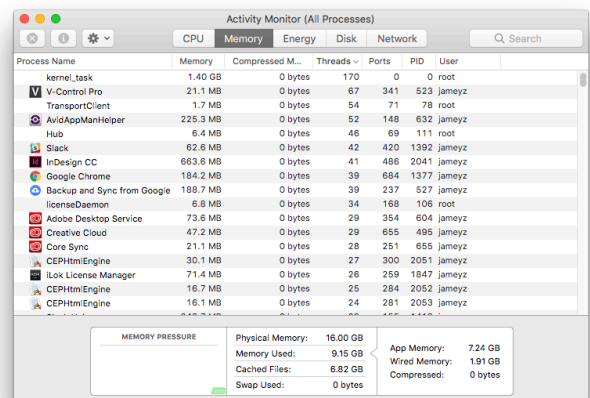 Activity Monitor (All Processes)
CPU Memory Energy Disk Network Search
Process Name Memory Compressed M... Threads Ports PID User
kernel_task 1.40 GB 0 bytes 170 0 0 root
V-Control Pro 21.1 MB 0 bytes 67 341 523 jameyz
TransportClient 1.7 MB 0 bytes 54 71 78 root
AvidAppManHelper 225.3 MB 0 bytes 52 148 632 jameyz
Hub 6.4 MB 0 bytes 46 69 111 root
Slack 62.6 MB 0 bytes 42 420 1392 jameyz
InDesign CC 663.6 MB 0 bytes 41 486 2041 jameyz
Google Chrome 184.2 MB 0 bytes 39 684 1377 jameyz
Backup and Sync from Google 188.7 MB 0 bytes 39 237 527 jameyz
licenseDaemon 6.8 MB 0 bytes 34 168 106 root
Adobe Desktop Service 73.6 MB 0 bytes 29 354 604 jameyz
Creative Cloud 47.2 MB 0 bytes 29 655 495 jameyz
Core Sync 21.1 MB 0 bytes 28 251 655 jameyz
CEPHtmlEngine 30.1 MB 0 bytes 27 300 2051 jameyz
iLok License Manager 71.4 MB 0 bytes 26 259 1847 jameyz
CEPHtmlEngine 16.7 MB 0 bytes 25 284 2052 jameyz
CEPHtmlEngine 16.1 MB 0 bytes 24 281 2053 jameyz
MEMORY PRESSURE
Physical Memory: 16.00 GB
Memory Used: 9.15 GB
Cached Files: 6.82 GB
Swap Used: 0 bytes
App Memory: 7.24 GB
Wired Memory: 1.91 GB
Compressed: 0 bytes